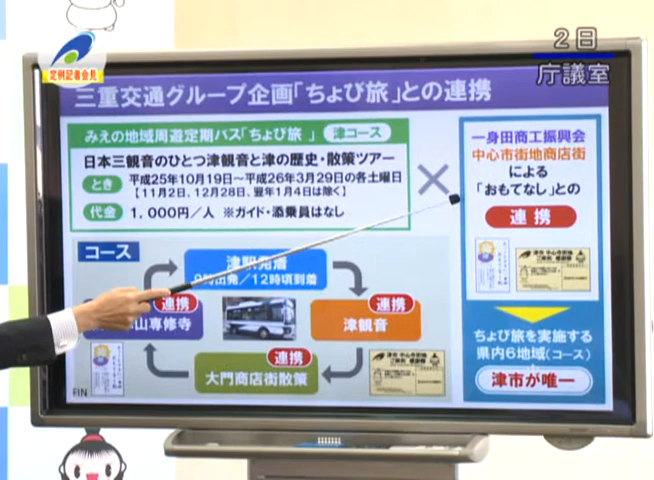 定例記者会見
2日
庁議室
三重交通グループ企画「ちょび旅」との連携
みえの地域周遊定期バス「ちょび旅 」 津コース
日本三観音のひとつ津観音と津の歴史・散策ツアー
とき 平成25年10月19日〜平成26年3月29日の各土曜日
【11月2日、12月28日、翌年1月4日は除く】
代金 1,000円/人 ※ガイド・添乗員はなし
×
一身田商工振興会
中心市街地商店街
による
「おもてなし」との
連携
ちょび旅を実施する
県内6地域(コース)
津市が唯一
コース
津駅発着
9時出発/12時頃到着
連携
津観音
連携
大門商店街散策
連携
山専修寺
FIN